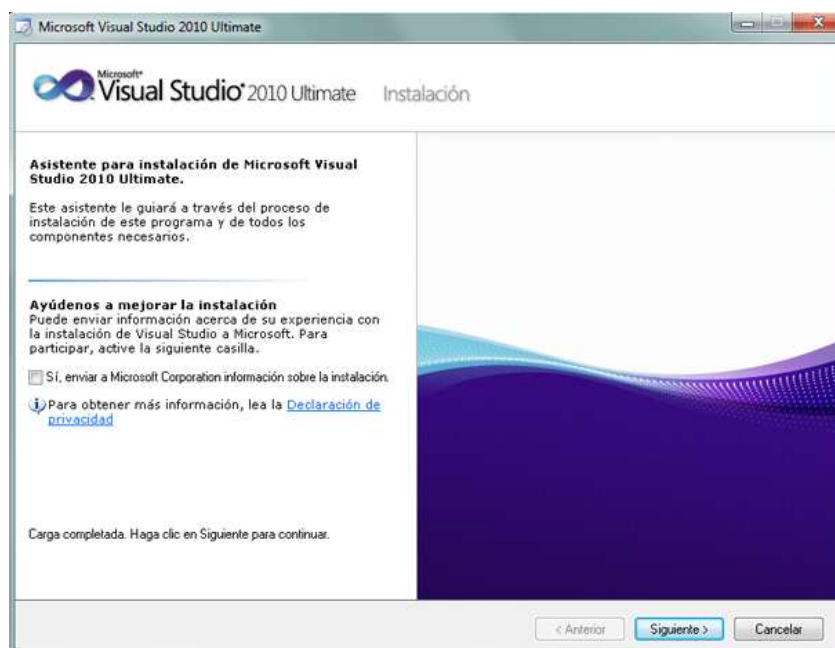 Microsoft Visual Studio 2010 Ultimate
Microsoft®
Visual Studio® 2010 Ultimate Instalación
Asistente para instalación de Microsoft Visual
Studio 2010 Ultimate.
Este asistente le guiará a través del proceso de
instalación de este programa y de todos los
componentes necesarios.
Ayúdenos a mejorar la instalación
Puede enviar información acerca de su experiencia con
la instalación de Visual Studio a Microsoft. Para
participar, active la siguiente casilla.
Sí, enviar a Microsoft Corporation información sobre la instalación.
Para obtener más información, lea la Declaración de
privacidad
Carga completada. Haga clic en Siguiente para continuar.
< Anterior Siguiente > Cancelar